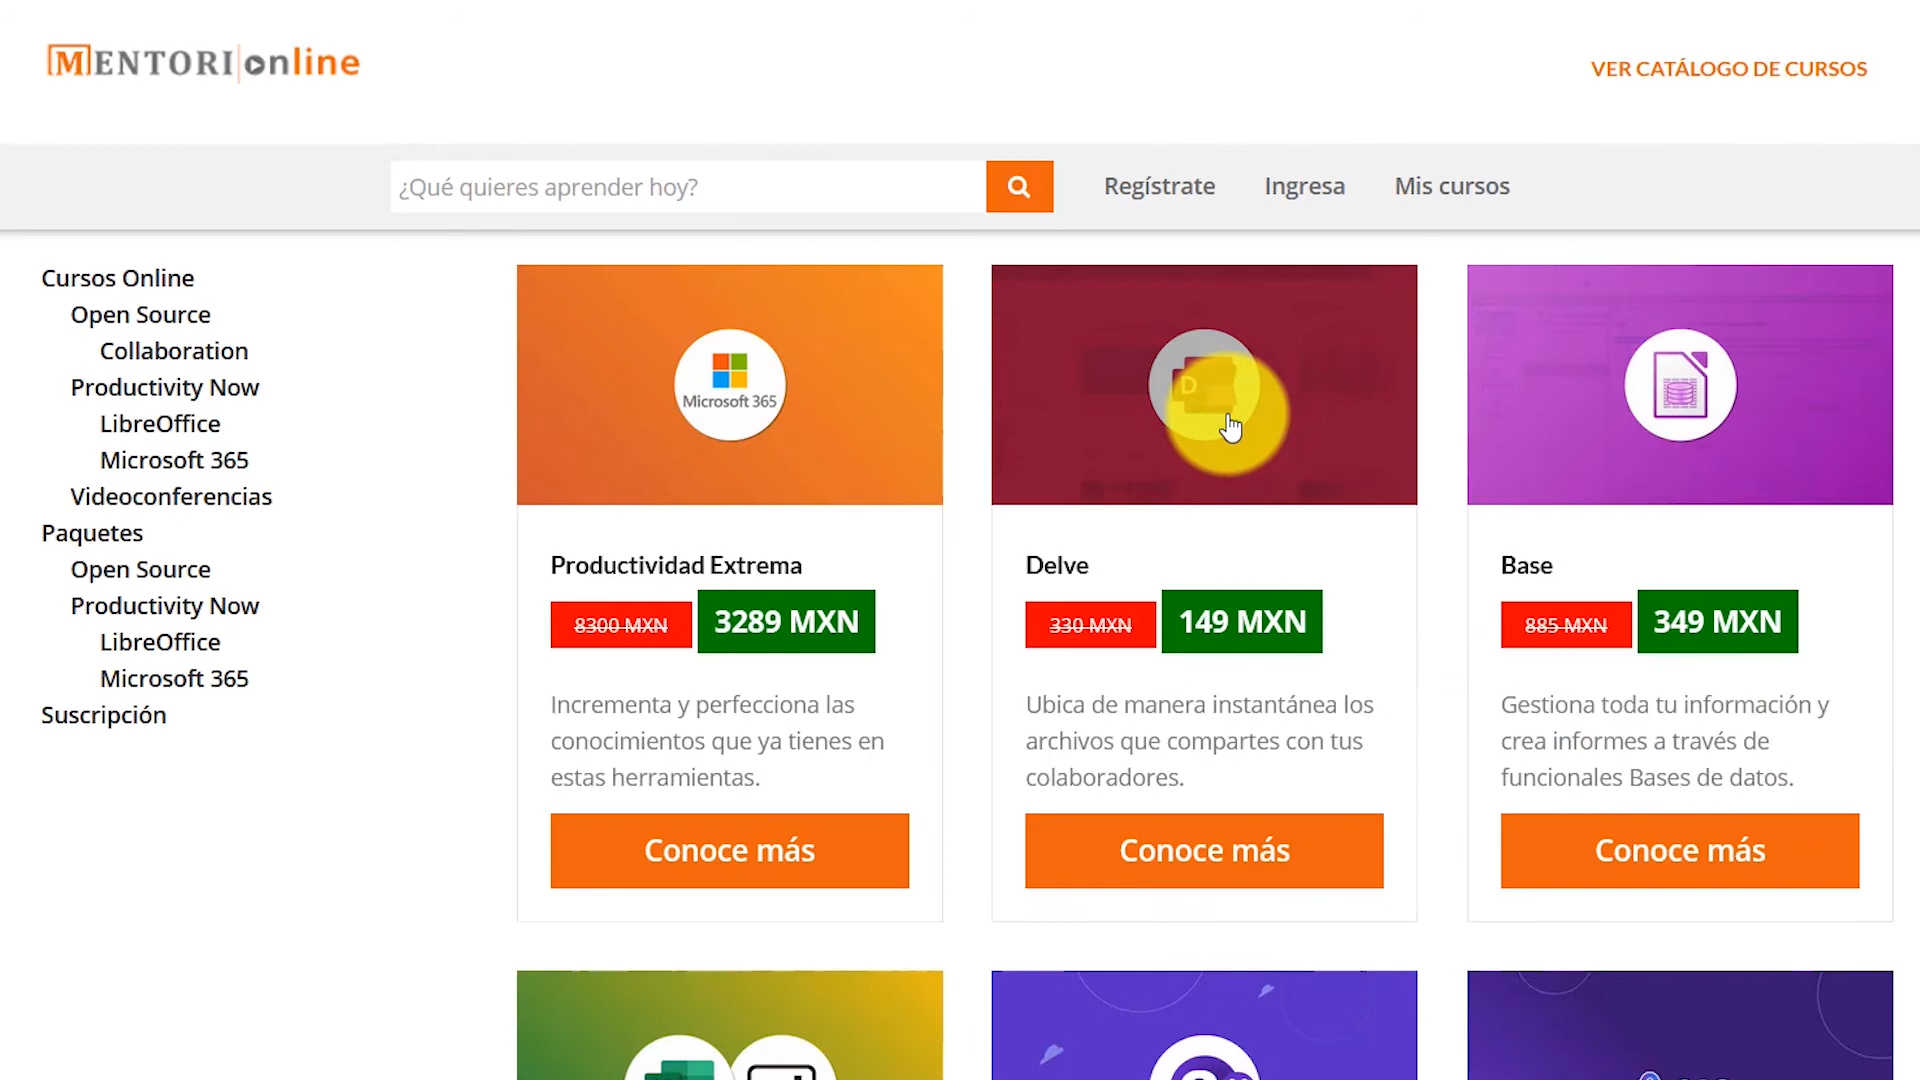 MENTORI online
VER CATÁLOGO DE CURSOS
¿Qué quieres aprender hoy?
Regístrate
Ingresa
Mis cursos
Cursos Online
Open Source
Collaboration
Productivity Now
LibreOffice
Microsoft 365
Videoconferencias
Paquetes
Open Source
Productivity Now
LibreOffice
Microsoft 365
Suscripción
Microsoft 365
Productividad Extrema
8300 MXN 3289 MXN
Incrementa y perfecciona las
conocimientos que ya tienes en
estas herramientas.
Conoce más
D
Delve
330 MXN 149 MXN
Ubica de manera instantánea los
archivos que compartes con tus
colaboradores.
Conoce más
Base
885 MXN 349 MXN
Gestiona toda tu información y
crea informes a través de
funcionales Bases de datos.
Conoce más